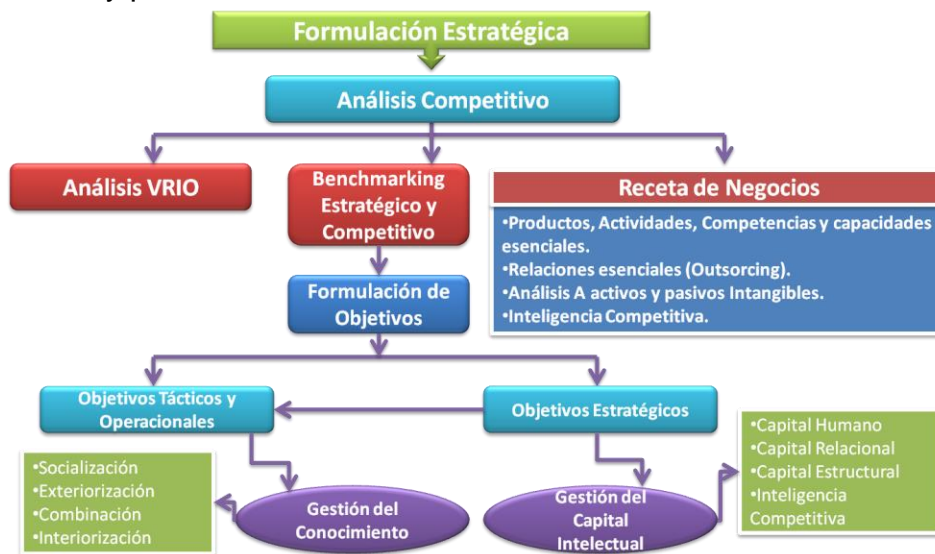 Formulación Estratégica
Análisis Competitivo
Análisis VRIO
Benchmarking
Estratégico y
Competitivo
Receta de Negocios
•Productos, Actividades, Competencias y capacidades
esenciales.
•Relaciones esenciales (Outsorcing).
•Análisis A activos y pasivos Intangibles.
•Inteligencia Competitiva.
Formulación de
Objetivos
Objetivos Tácticos y
Operacionales
Objetivos Estratégicos
•Socialización
•Exteriorización
•Combinación
•Interiorización
Gestión del
Conocimiento
Gestión del
Capital
Intelectual
•Capital Humano
•Capital Relacional
•Capital Estructural
•Inteligencia
Competitiva